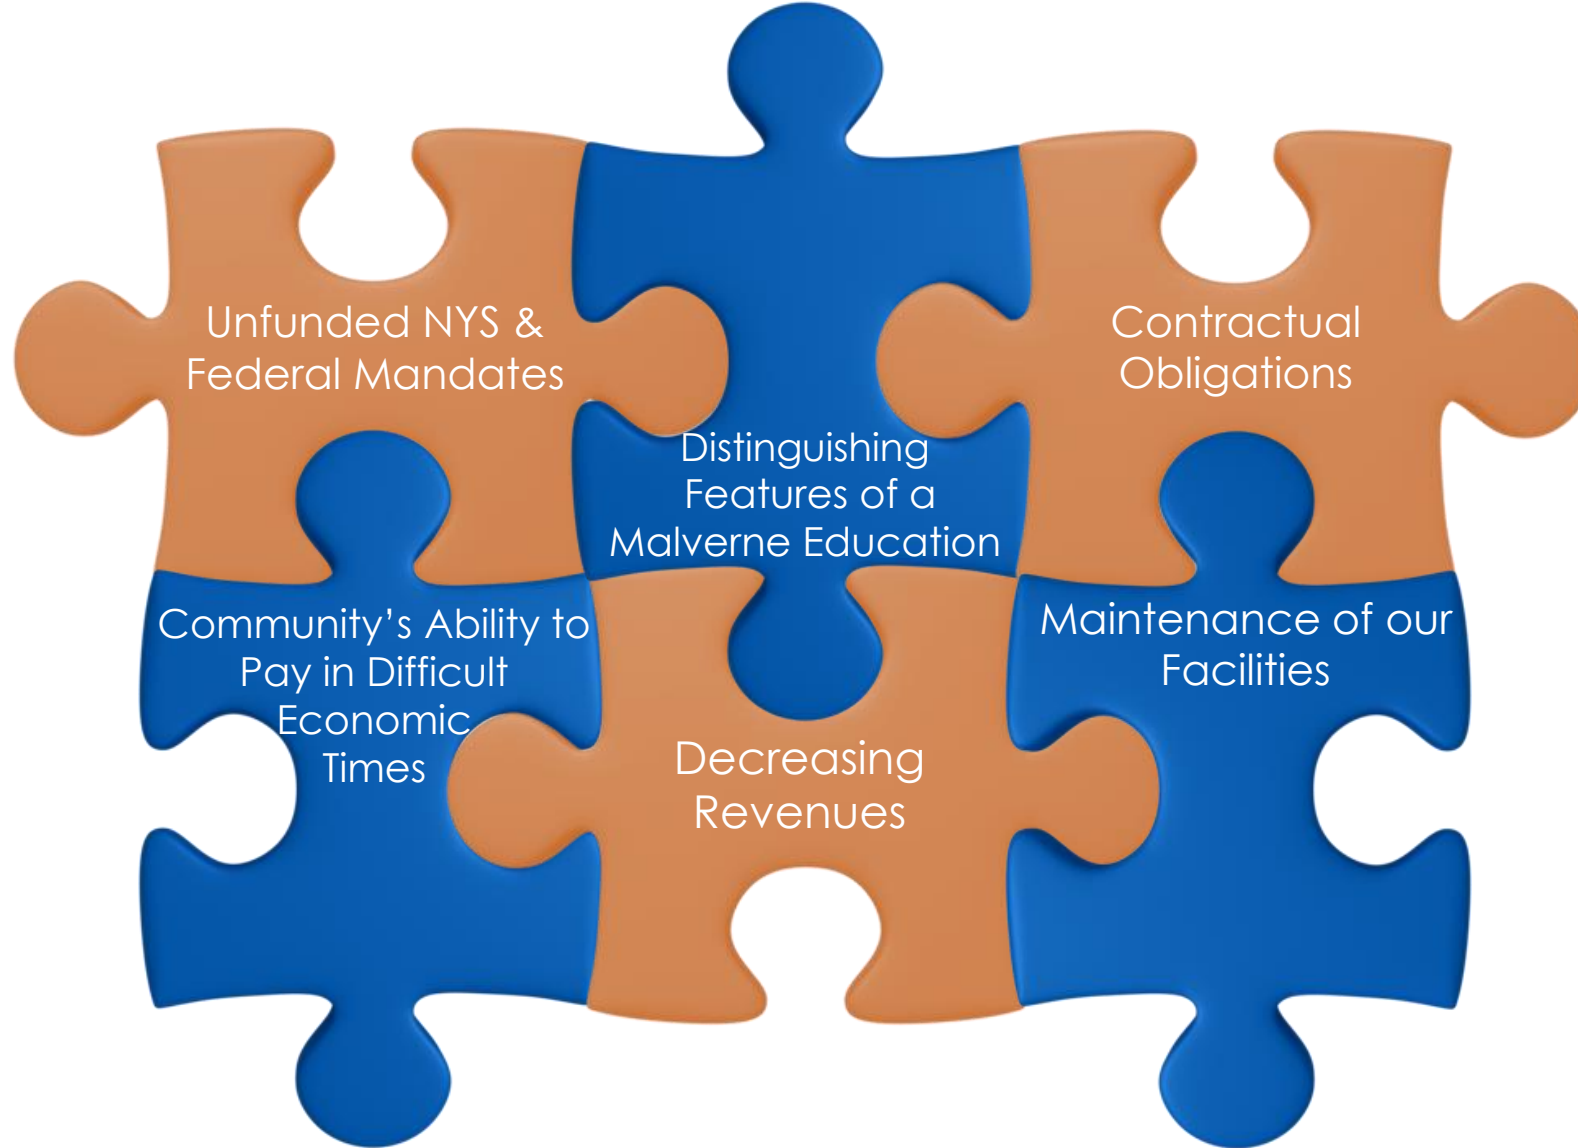 Unfunded NYS &
Federal Mandates
Distinguishing
Features of a
Malverne Education
Contractual
Obligations
Community’s Ability to
Pay in Difficult
Economic
Times
Decreasing
Revenues
Maintenance of our
Facilities